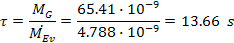 τ = M_G / Ṁ_Ev = 65.41 · 10⁻⁹ / 4.788 · 10⁻⁹ = 13.66 s